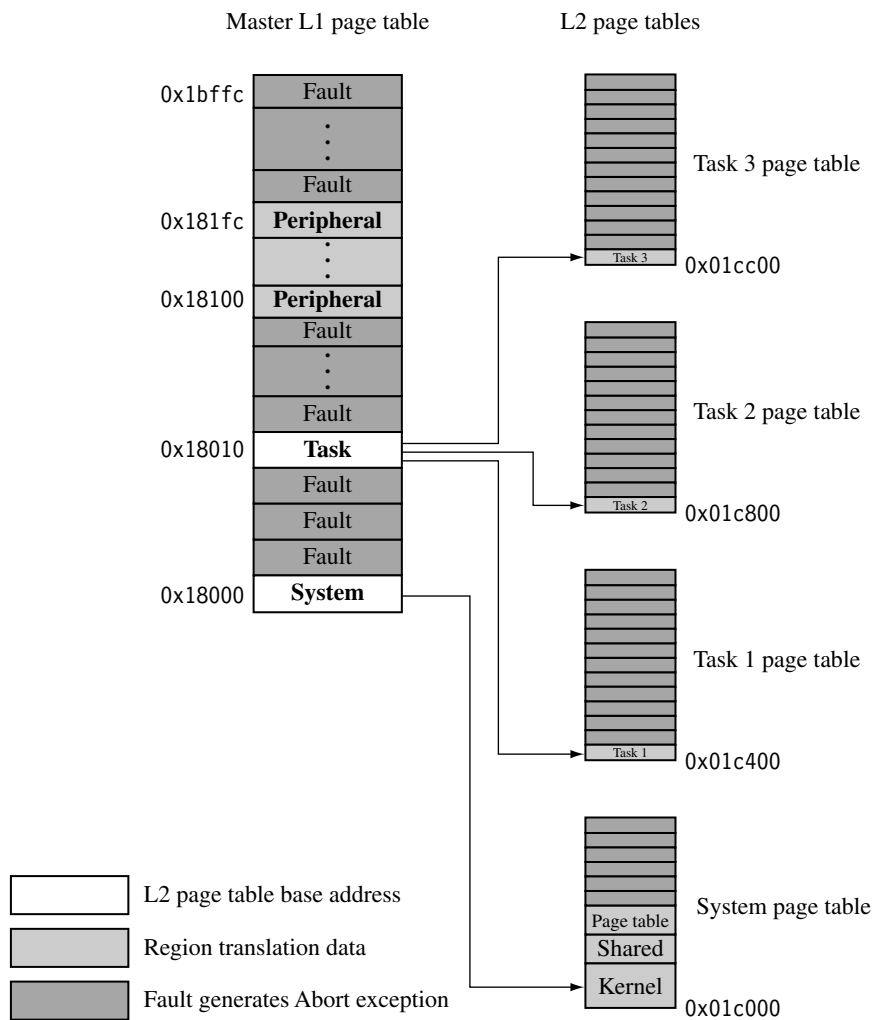 Master L1 page table
L2 page tables
0x1bffc
Fault
Fault
0x181fc
Peripheral
0x18100
Peripheral
Fault
Fault
0x18010
Task
Fault
Fault
Fault
0x18000
System
Task 3 page table
Task 3
0x01cc00
Task 2 page table
Task 2
0x01c800
Task 1 page table
Task 1
0x01c400
System page table
Page table
Shared
Kernel
0x01c000
L2 page table base address
Region translation data
Fault generates Abort exception